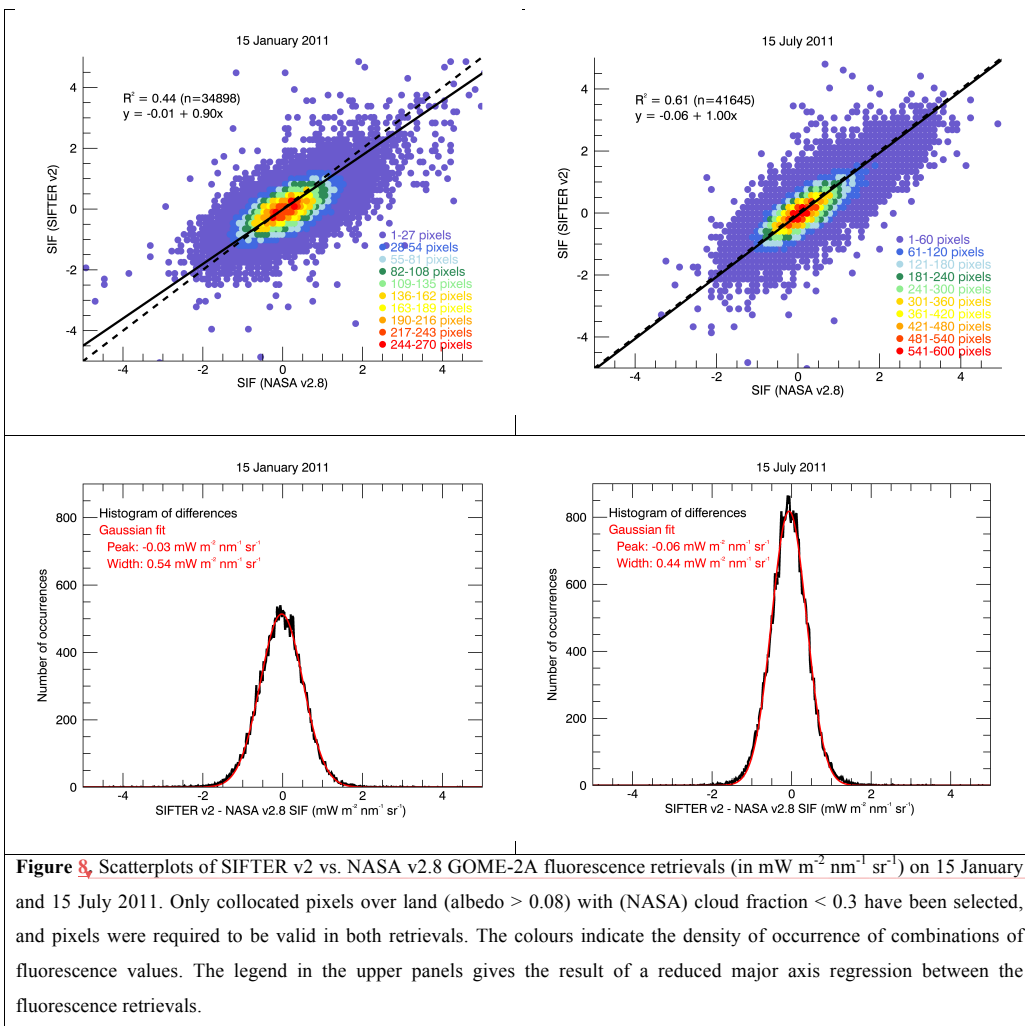 15 January 2011
R² = 0.44 (n=34898)
y = -0.01 + 0.90x
SIF (SIFTER v2)
4
2
0
-2
-4
1-27 pixels
28-54 pixels
55-81 pixels
82-108 pixels
109-135 pixels
136-162 pixels
163-189 pixels
190-216 pixels
217-243 pixels
244-270 pixels
-4 -2 0 2 4
SIF (NASA v2.8)
15 July 2011
R² = 0.61 (n=41645)
y = -0.06 + 1.00x
SIF (SIFTER v2)
4
2
0
-2
-4
1-60 pixels
61-120 pixels
121-180 pixels
181-240 pixels
241-300 pixels
301-360 pixels
361-420 pixels
421-480 pixels
481-540 pixels
541-600 pixels
-4 -2 0 2 4
SIF (NASA v2.8)
15 January 2011
Histogram of differences
Gaussian fit
Peak: -0.03 mW m⁻² nm⁻¹ sr⁻¹
Width: 0.54 mW m⁻² nm⁻¹ sr⁻¹
Number of occurrences
800
600
400
200
0
-4 -2 0 2 4
SIFTER v2 - NASA v2.8 SIF (mW m⁻² nm⁻¹ sr⁻¹)
15 July 2011
Histogram of differences
Gaussian fit
Peak: -0.06 mW m⁻² nm⁻¹ sr⁻¹
Width: 0.44 mW m⁻² nm⁻¹ sr⁻¹
Number of occurrences
800
600
400
200
0
-4 -2 0 2 4
SIFTER v2 - NASA v2.8 SIF (mW m⁻² nm⁻¹ sr⁻¹)
Figure 8. Scatterplots of SIFTER v2 vs. NASA v2.8 GOME-2A fluorescence retrievals (in mW m⁻² nm⁻¹ sr⁻¹) on 15 January
and 15 July 2011. Only collocated pixels over land (albedo > 0.08) with (NASA) cloud fraction < 0.3 have been selected,
and pixels were required to be valid in both retrievals. The colours indicate the density of occurrence of combinations of
fluorescence values. The legend in the upper panels gives the result of a reduced major axis regression between the
fluorescence retrievals.